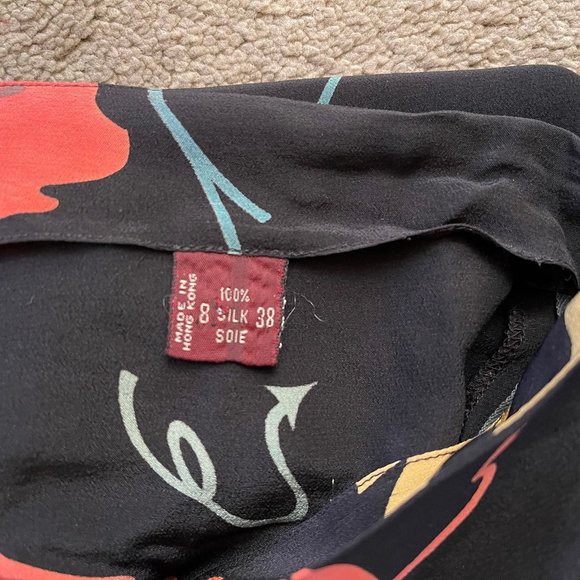 MADE IN
HONG KONG
100%
8 SILK 38
SOIE